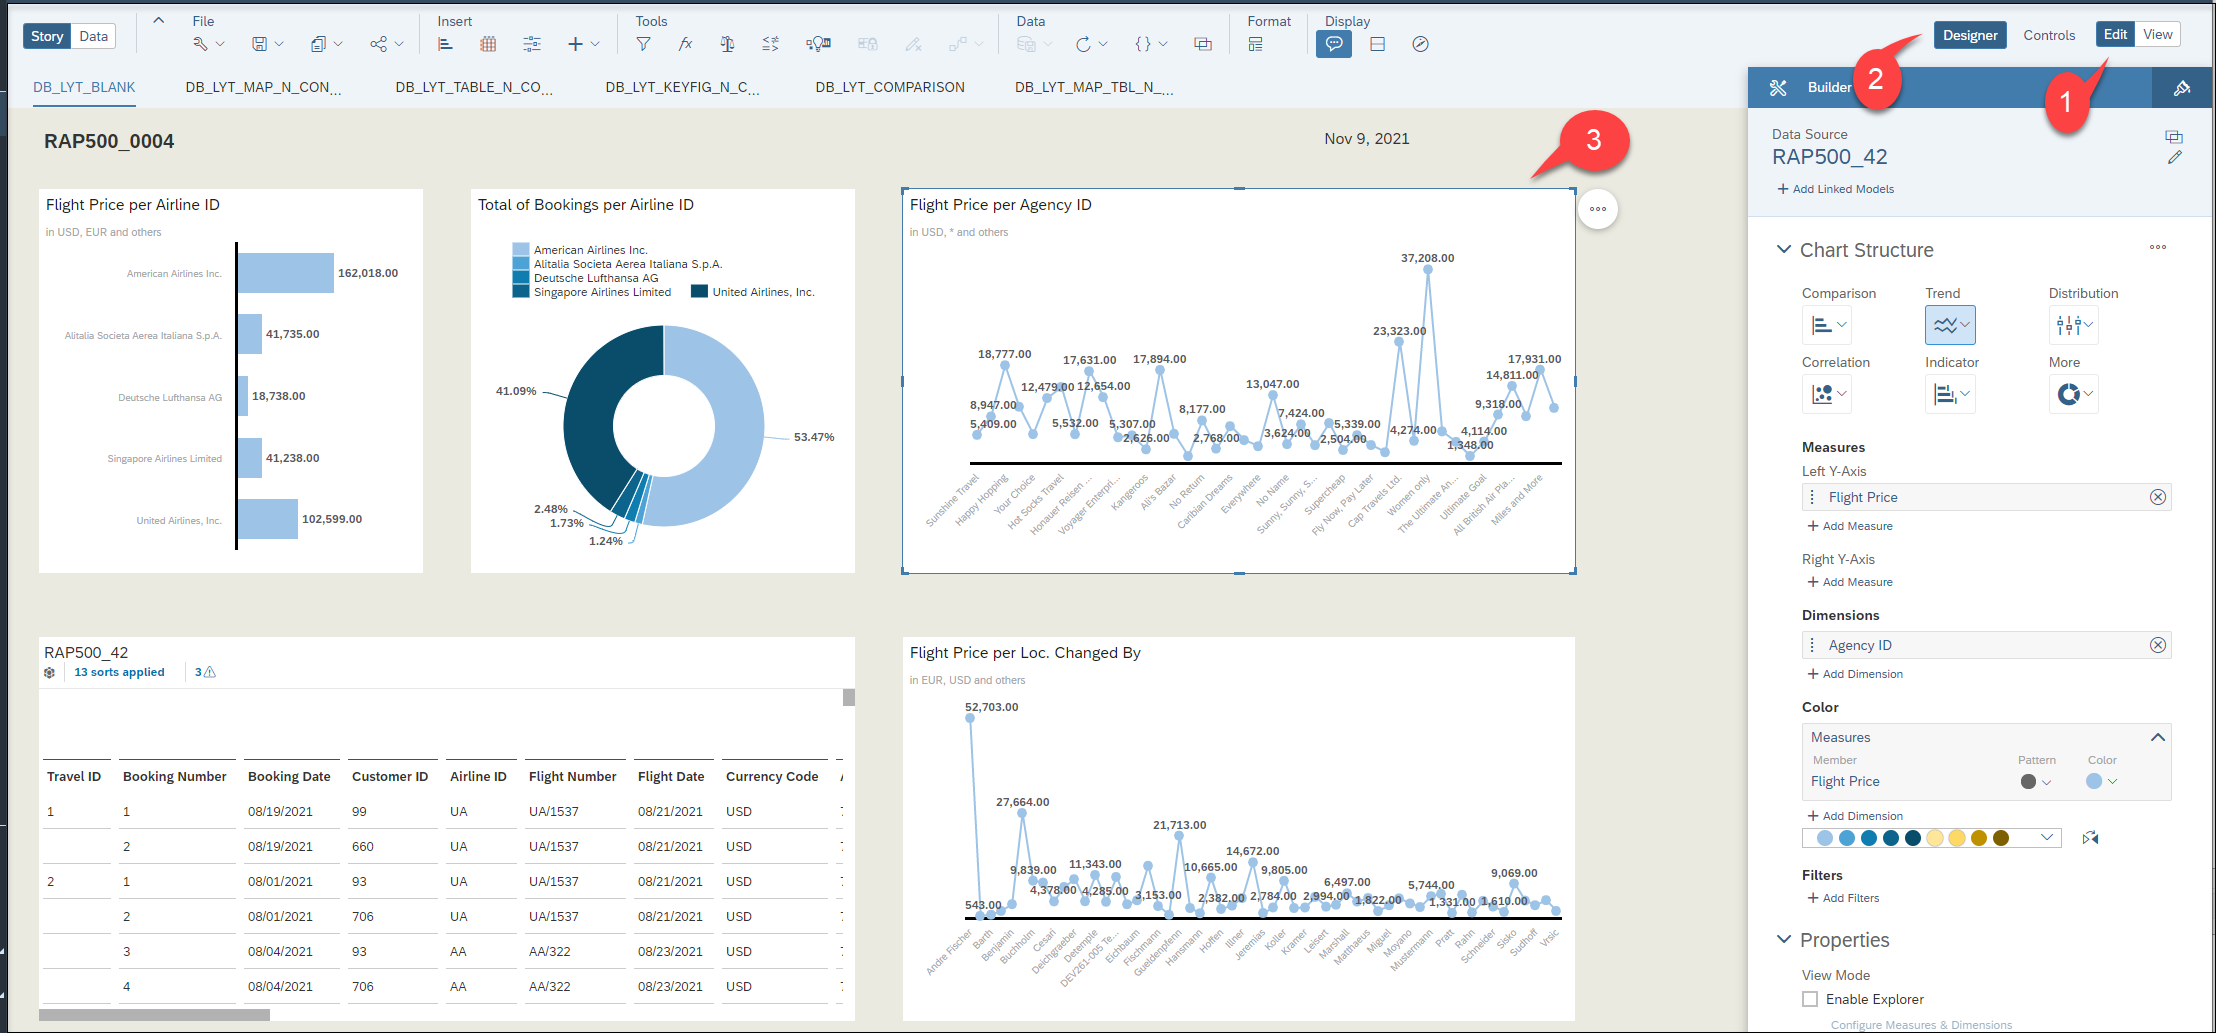 Story Data
File
Insert
Tools
Data
Format
Display
Designer Controls Edit View
2
1
DB_LYT_BLANK
DB_LYT_MAP_N_CON...
DB_LYT_TABLE_N_CO...
DB_LYT_KEYFIG_N_C...
DB_LYT_COMPARISON
DB_LYT_MAP_TBL_N_...
RAP500_0004
Nov 9, 2021
3
Flight Price per Airline ID
in USD, EUR and others
American Airlines Inc. 162,018.00
Alitalia Societa Aerea Italiana S.p.A. 41,735.00
Deutsche Lufthansa AG 18,738.00
Singapore Airlines Limited 41,238.00
United Airlines, Inc. 102,599.00
Total of Bookings per Airline ID
American Airlines Inc.
Alitalia Societa Aerea Italiana S.p.A.
Deutsche Lufthansa AG
Singapore Airlines Limited United Airlines, Inc.
41.09%
53.47%
2.48%
1.73%
1.24%
Flight Price per Agency ID
in USD, * and others
37,208.00
23,323.00
18,777.00 17,631.00 17,894.00 17,931.00
14,811.00
12,479.00 12,654.00 13,047.00
8,947.00 8,177.00 7,424.00 9,318.00
5,409.00 5,532.00 5,307.00 5,339.00
2,626.00 2,768.00 3,624.00 2,504.00 4,274.00 4,114.00
1,348.00
Sunshine Travel
Happy Hopping
Your Choice
Hot Socks Travel
Honauer Reisen ...
Voyager Enterpri...
Kangeroos
Ali's Bazar
No Return
Caribian Dreams
Everywhere
No Name
Sunny, Sunny, S...
Supercheap
Fly Now, Pay Later
Cap Travels Ltd.
Women only
The Ultimate An...
Ultimate Goal
All British Air Pla...
Miles and More
RAP500_42
13 sorts applied 3
Travel ID Booking Number Booking Date Customer ID Airline ID Flight Number Flight Date Currency Code
1 1 08/19/2021 99 UA UA/1537 08/21/2021 USD
2 08/19/2021 660 UA UA/1537 08/21/2021 USD
2 1 08/01/2021 93 UA UA/1537 08/21/2021 USD
2 08/01/2021 706 UA UA/1537 08/21/2021 USD
3 08/04/2021 93 AA AA/322 08/23/2021 USD
4 08/04/2021 706 AA AA/322 08/23/2021 USD
Flight Price per Loc. Changed By
in EUR, USD and others
52,703.00
27,664.00
21,713.00
14,672.00
9,839.00 11,343.00 10,665.00 9,805.00 9,069.00
6,497.00 5,744.00
543.00 4,378.00 4,285.00 3,153.00 2,382.00 2,784.00 2,994.00 1,822.00 1,331.00 1,610.00
Andre Fischer
Barth
Benjamin
Buchholm
Cesari
Deichgraeber
Detemple
DEV261-005 Te...
Eichbaum
Fischmann
Gueldenpfenn
Hansmann
Hoffen
Illner
Jeremias
Koller
Kramer
Leisert
Marshall
Matthaeus
Miguel
Moyano
Mustermann
Pratt
Rahn
Schneider
Sisko
Sudhoff
Vrsic
Builder
Data Source
RAP500_42
Add Linked Models
Chart Structure
Comparison Trend Distribution
Correlation Indicator More
Measures
Left Y-Axis
Flight Price
Add Measure
Right Y-Axis
Add Measure
Dimensions
Agency ID
Add Dimension
Color
Measures
Member Pattern Color
Flight Price
Add Dimension
Filters
Add Filters
Properties
View Mode
Enable Explorer
Configure Measures & Dimensions